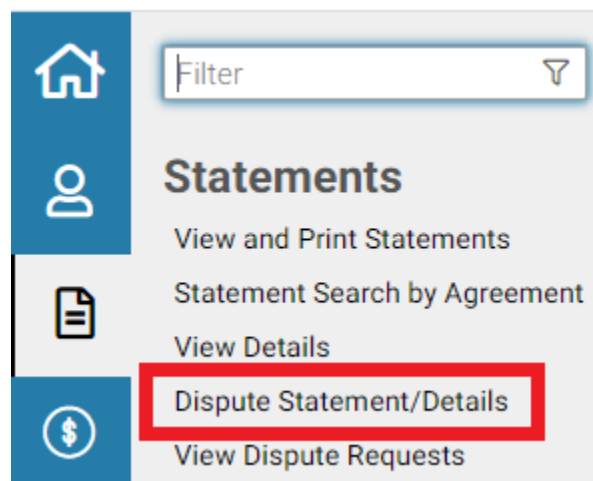 Filter
Statements
View and Print Statements
Statement Search by Agreement
View Details
Dispute Statement/Details
$
View Dispute Requests